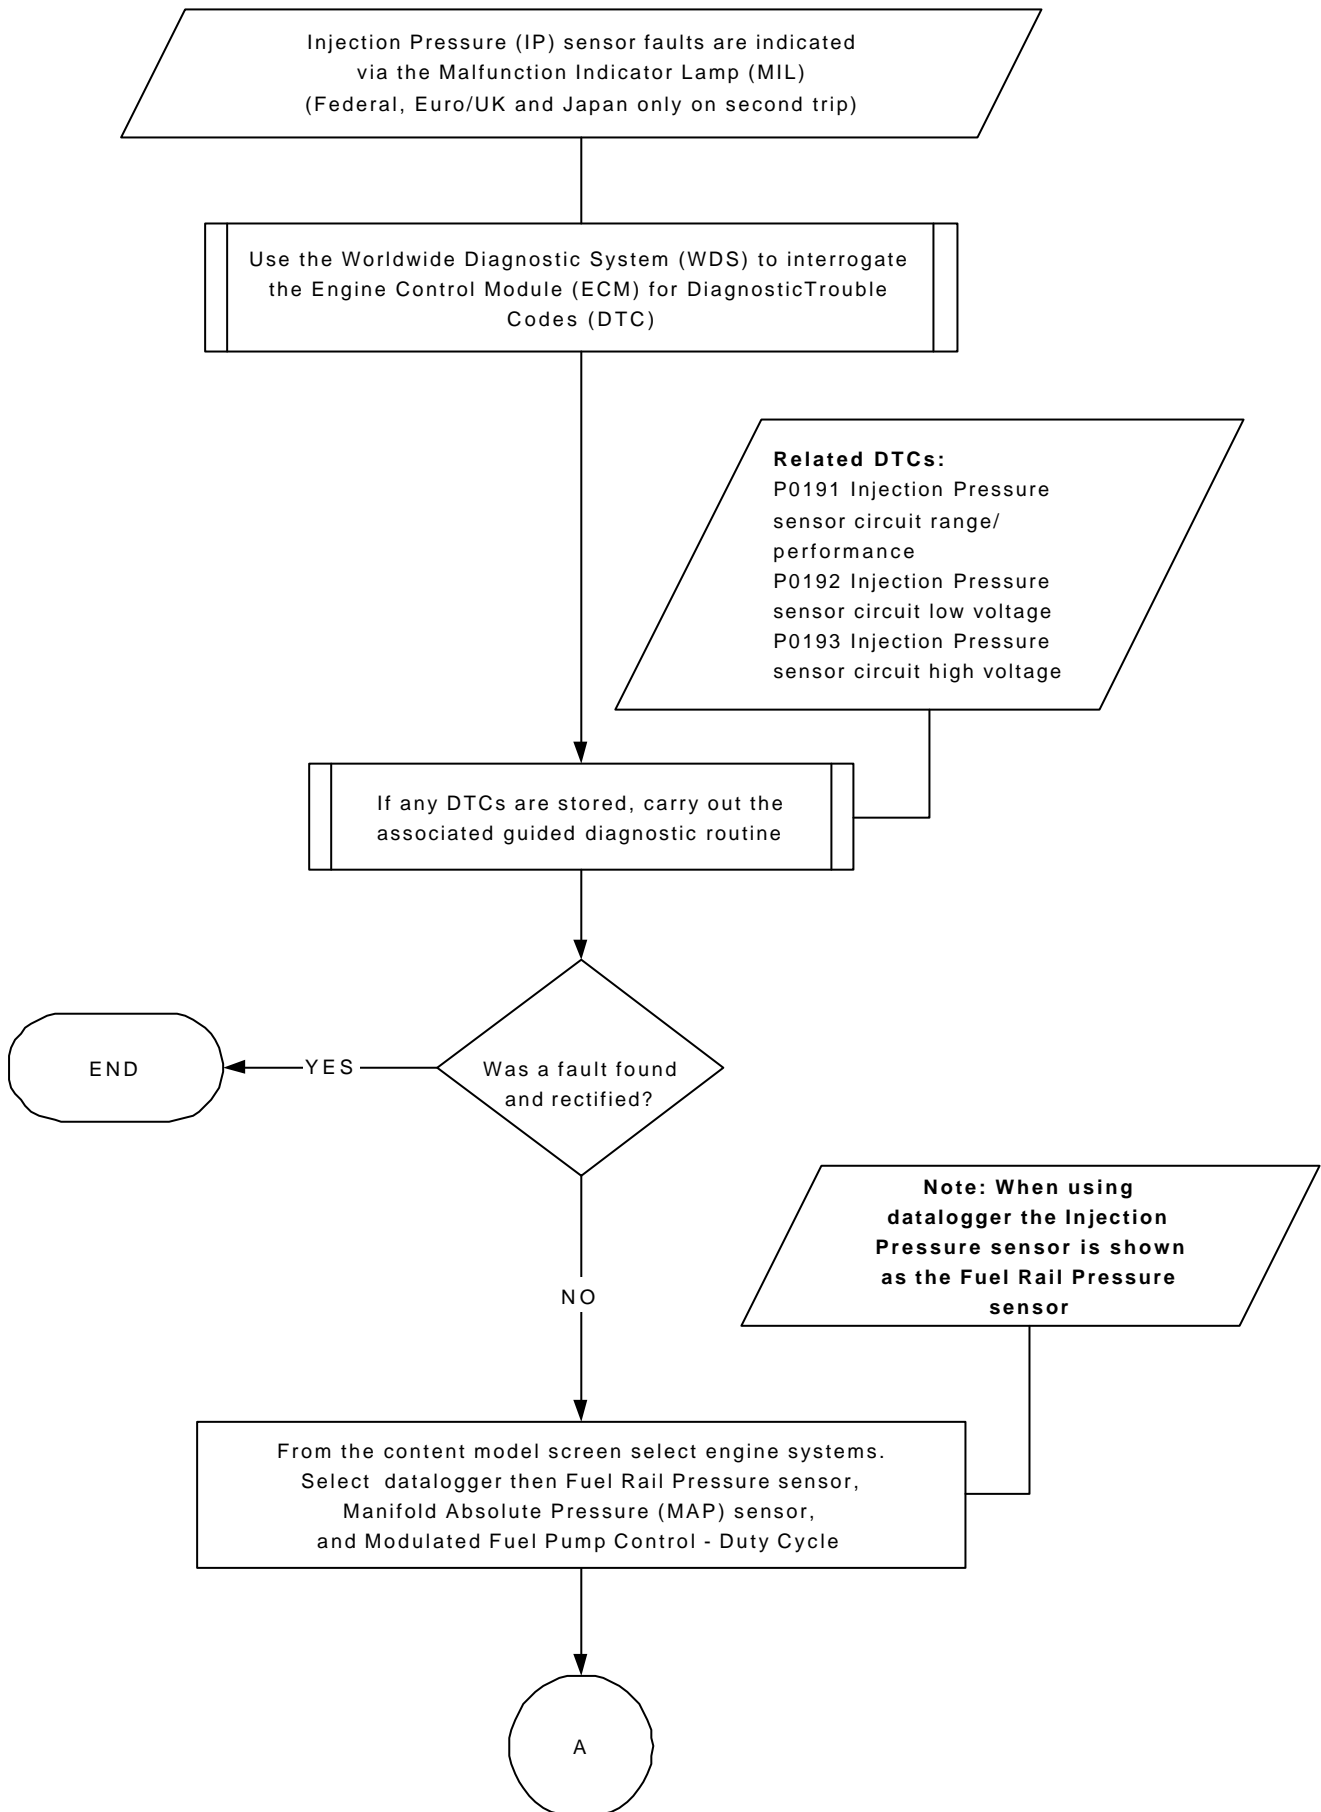 Injection Pressure (IP) sensor faults are indicated
via the Malfunction Indicator Lamp (MIL)
(Federal, Euro/UK and Japan only on second trip)
Use the Worldwide Diagnostic System (WDS) to interrogate
the Engine Control Module (ECM) for DiagnosticTrouble
Codes (DTC)
Related DTCs:
P0191 Injection Pressure
sensor circuit range/
performance
P0192 Injection Pressure
sensor circuit low voltage
P0193 Injection Pressure
sensor circuit high voltage
If any DTCs are stored, carry out the
associated guided diagnostic routine
Was a fault found
and rectified?
YES
END
NO
Note: When using
datalogger the Injection
Pressure sensor is shown
as the Fuel Rail Pressure
sensor
From the content model screen select engine systems.
Select datalogger then Fuel Rail Pressure sensor,
Manifold Absolute Pressure (MAP) sensor,
and Modulated Fuel Pump Control - Duty Cycle
A